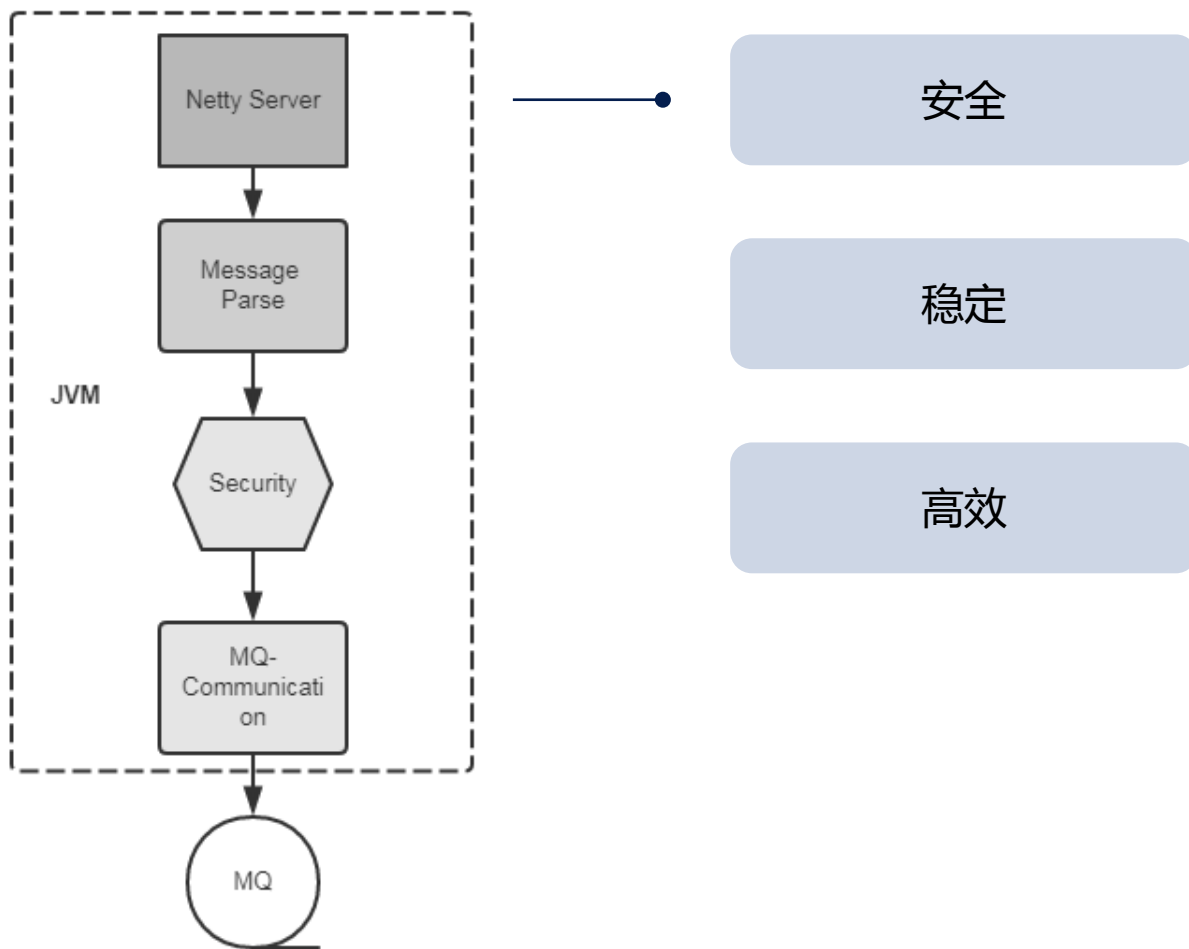 Netty Server
Message
Parse
JVM
Security
MQ-
Communicati
on
MQ
安全
稳定
高效